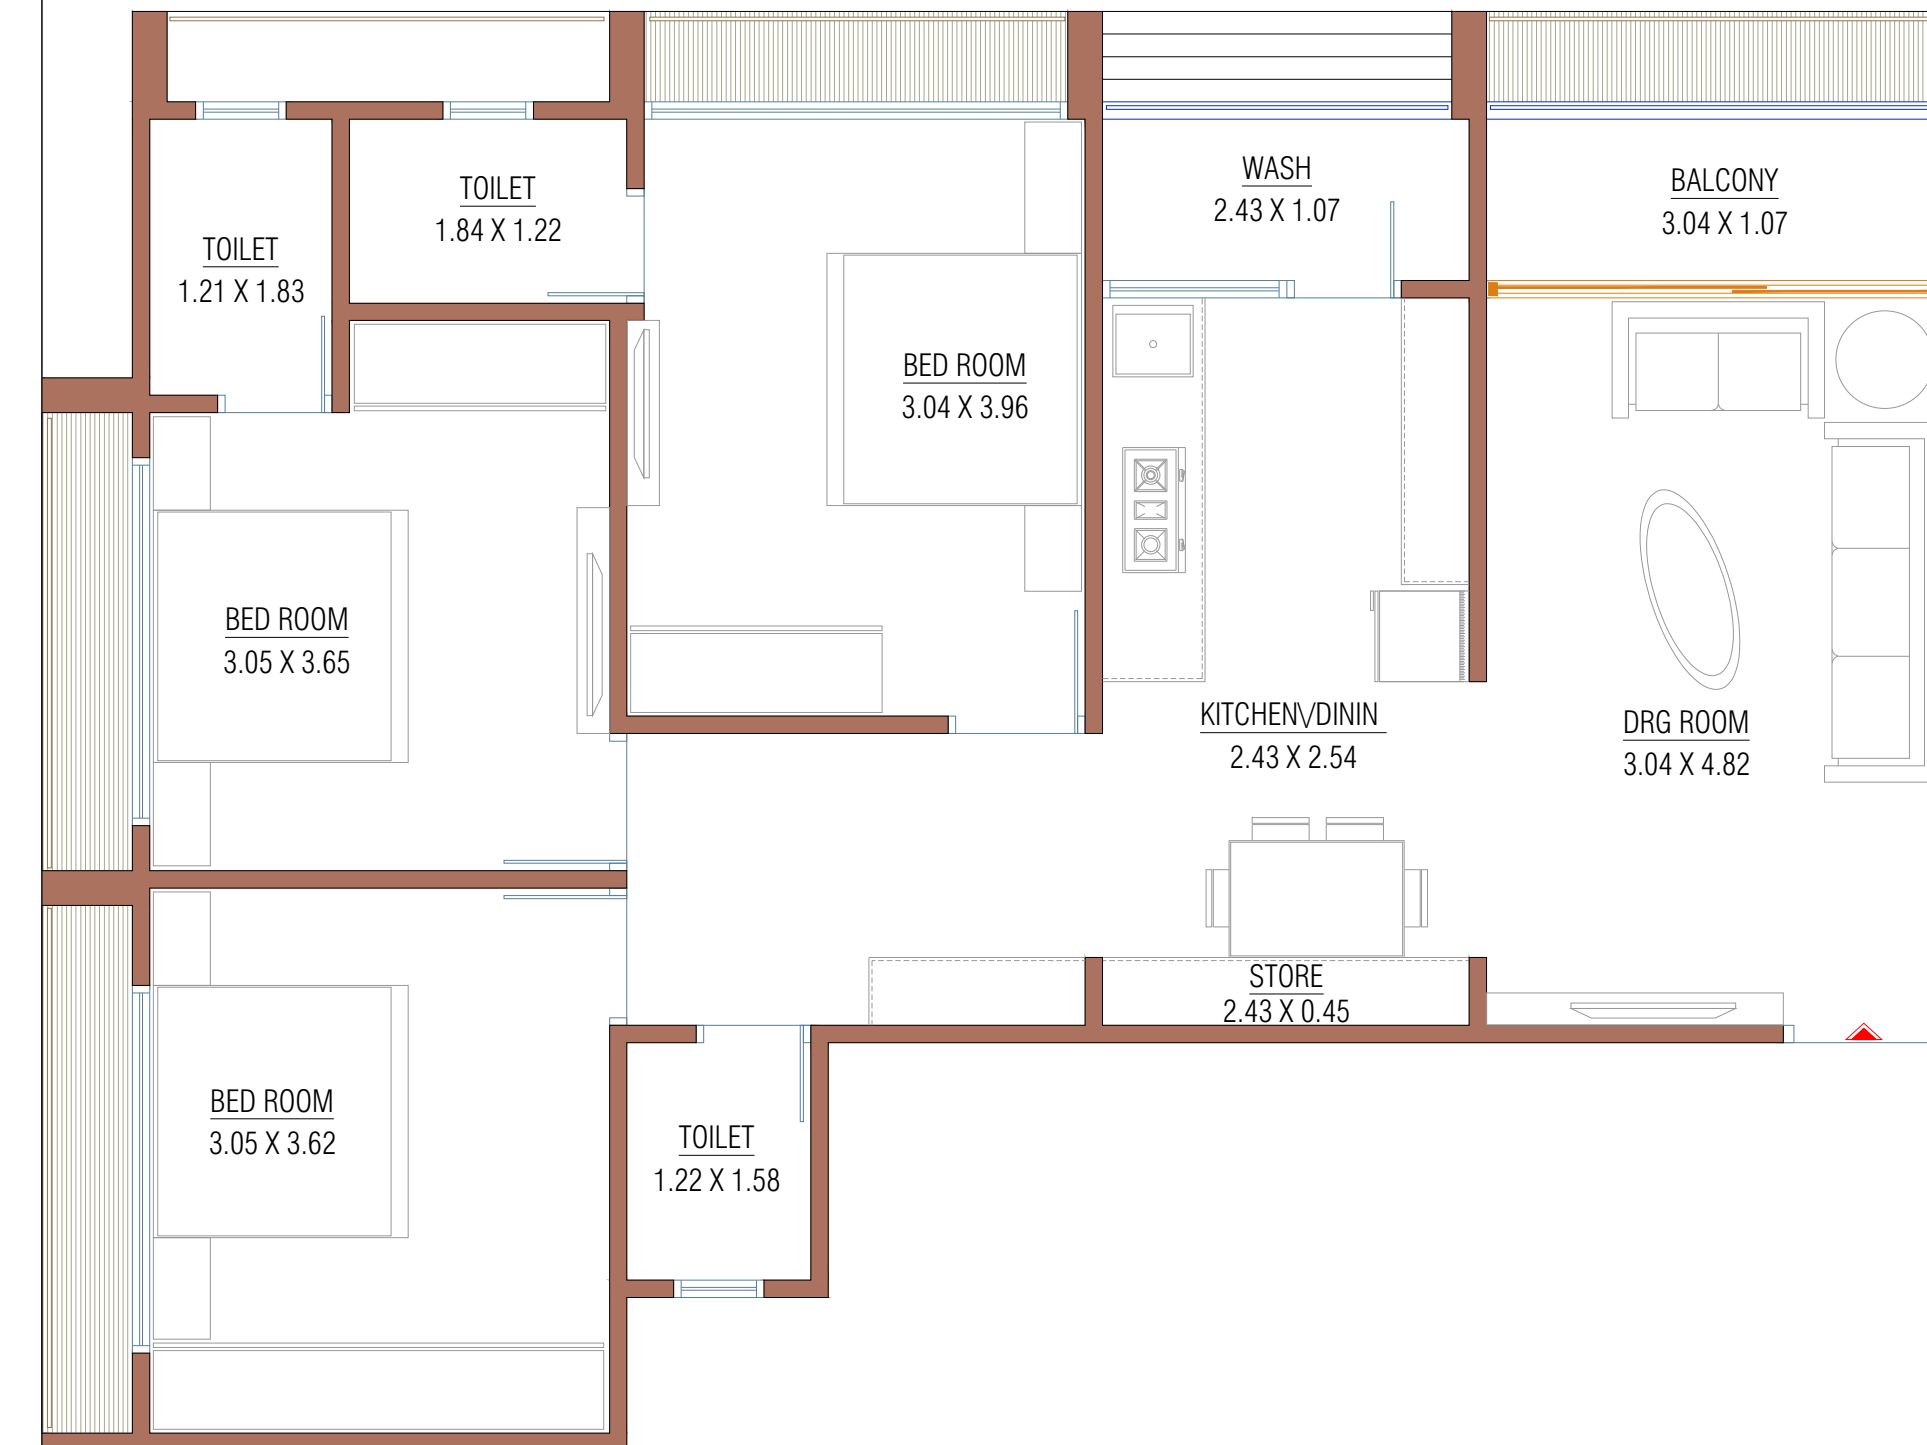 WASH
2.43 X 1.07
BALCONY
3.04 X 1.07
TOILET
1.84 X 1.22
TOILET
1.21 X 1.83
BED ROOM
3.04 X 3.96
BED ROOM
3.05 X 3.65
KITCHEN\/DININ
2.43 X 2.54
DRG ROOM
3.04 X 4.82
STORE
2.43 X 0.45
BED ROOM
3.05 X 3.62
TOILET
1.22 X 1.58